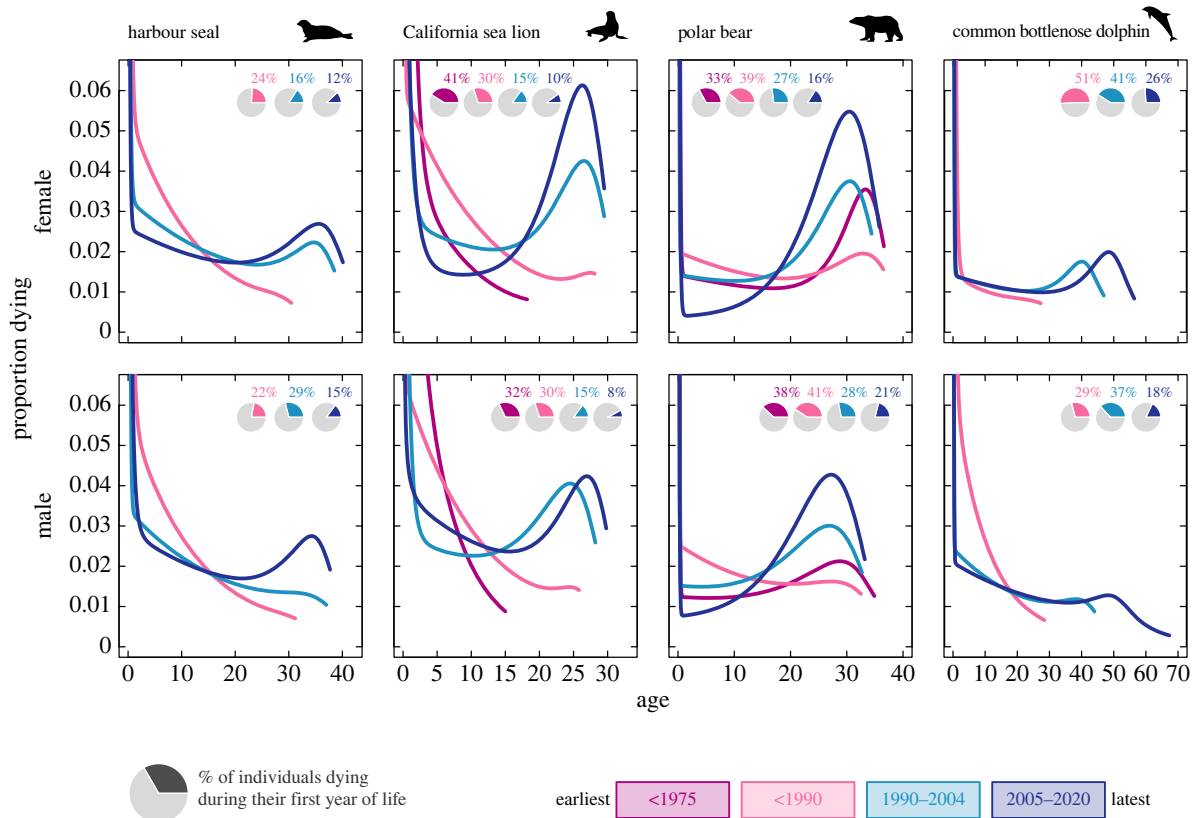 harbour seal
California sea lion
polar bear
common bottlenose dolphin
proportion dying
female
0.06
0.05
0.04
0.03
0.02
0.01
0
24% 16% 12%
41% 30% 15% 10%
33% 39% 27% 16%
51% 41% 26%
male
0.06
0.05
0.04
0.03
0.02
0.01
0
22% 29% 15%
32% 30% 15% 8%
38% 41% 28% 21%
29% 37% 18%
0 10 20 30 40
0 5 10 15 20 25 30
0 10 20 30 40
0 10 20 30 40 50 60 70
age
% of individuals dying
during their first year of life
earliest <1975 <1990 1990–2004 2005–2020 latest